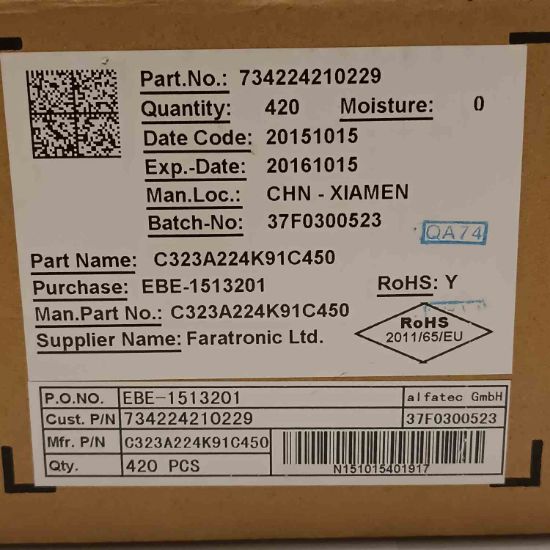 Part.No.: 734224210229
Quantity: 420 Moisture: 0
Date Code: 20151015
Exp.-Date: 20161015
Man.Loc.: CHN - XIAMEN
Batch-No: 37F0300523
QA74
Part Name: C323A224K91C450
Purchase: EBE-1513201 RoHS: Y
Man.Part No.: C323A224K91C450
RoHS
2011/65/EU
Supplier Name: Faratronic Ltd.
P.O.NO. EBE-1513201 alfatec GmbH
Cust. P/N 734224210229 37F0300523
Mfr. P/N C323A224K91C450
Qty. 420 PCS N151015401917